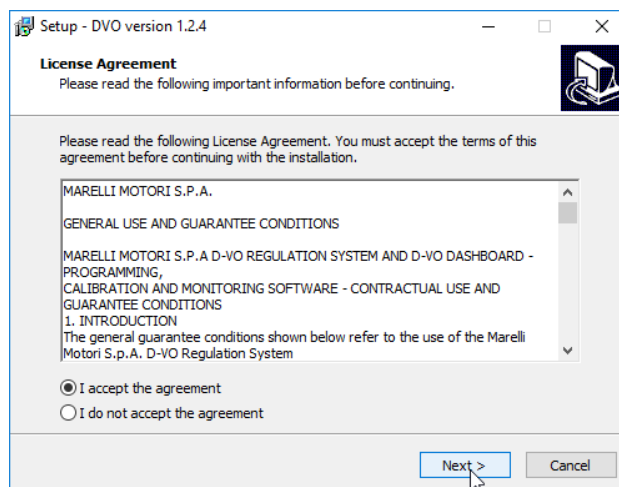 Setup - DVO version 1.2.4
License Agreement
Please read the following important information before continuing.
Please read the following License Agreement. You must accept the terms of this
agreement before continuing with the installation.
MARELLI MOTORI S.P.A.
GENERAL USE AND GUARANTEE CONDITIONS
MARELLI MOTORI S.P.A D-VO REGULATION SYSTEM AND D-VO DASHBOARD -
PROGRAMMING,
CALIBRATION AND MONITORING SOFTWARE - CONTRACTUAL USE AND
GUARANTEE CONDITIONS
1. INTRODUCTION
The general guarantee conditions shown below refer to the use of the Marelli
Motori S.p.A. D-VO Regulation System
I accept the agreement
I do not accept the agreement
Next >
Cancel